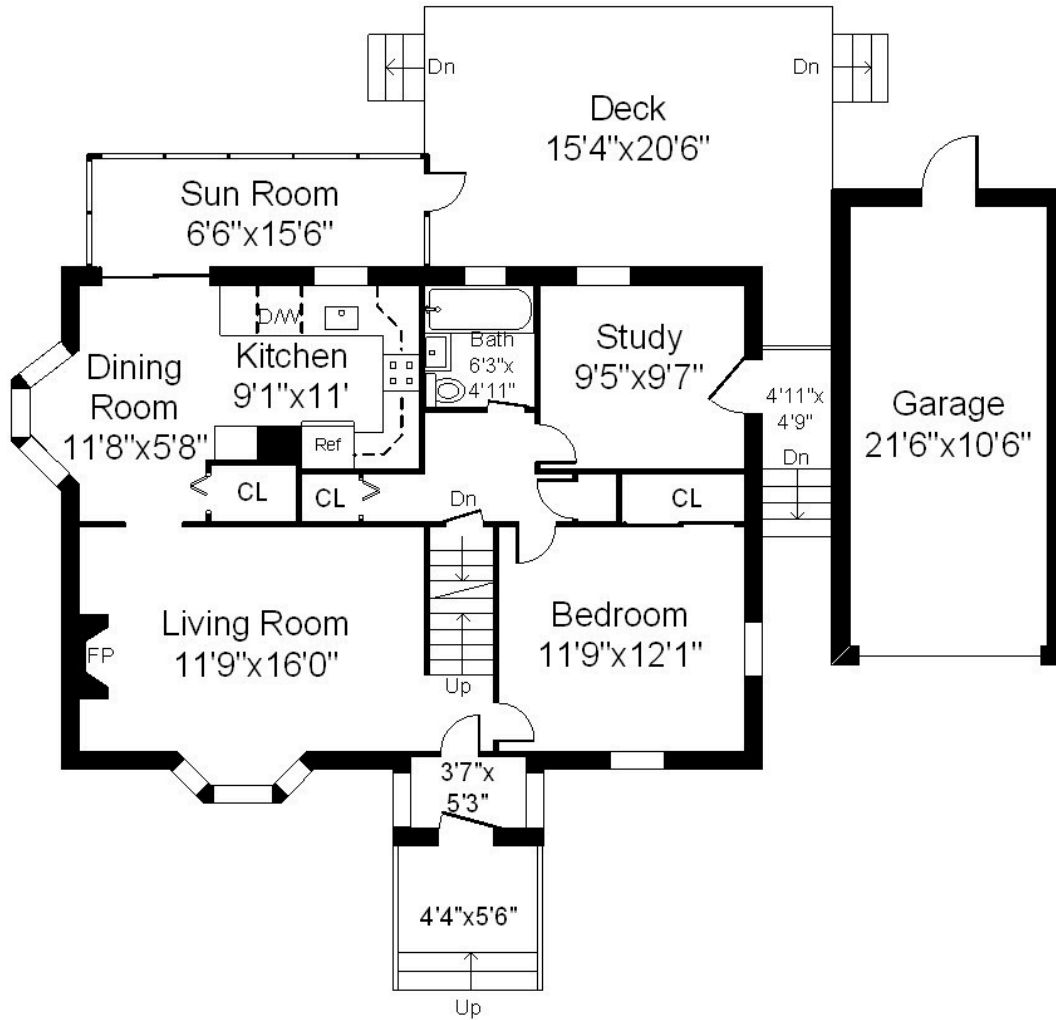 Dn
Dn
Deck
15'4"x20'6"
Sun Room
6'6"x15'6"
D/W
Kitchen
9'1"x11'
Ref
Dining
Room
11'8"x5'8"
Bath
6'3"x
4'11"
Study
9'5"x9'7"
4'11"x
4'9"
Dn
Garage
21'6"x10'6"
CL
CL
Dn
CL
Living Room
11'9"x16'0"
FP
Up
Bedroom
11'9"x12'1"
3'7"x
5'3"
4'4"x5'6"
Up